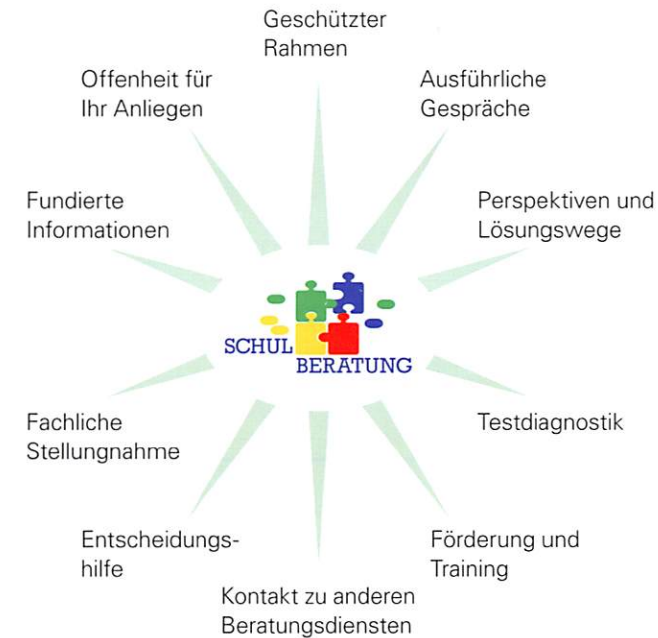 Geschützter
Rahmen
Ausführliche
Gespräche
Perspektiven und
Lösungswege
Testdiagnostik
Förderung und
Training
Kontakt zu anderen
Beratungsdiensten
Entscheidungs-
hilfe
Fachliche
Stellungnahme
Fundierte
Informationen
Offenheit für
Ihr Anliegen
SCHUL
BERATUNG